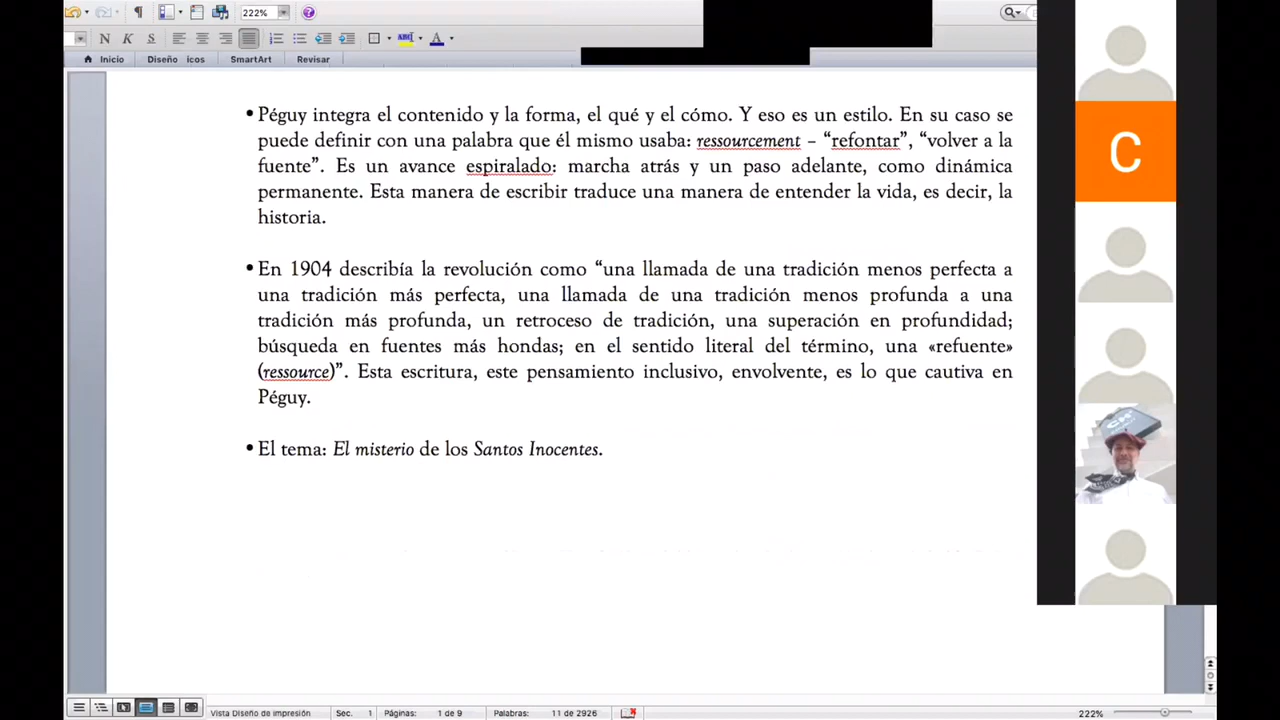 222%
N K S
Inicio Diseño icos SmartArt Revisar
• Péguy integra el contenido y la forma, el qué y el cómo. Y eso es un estilo. En su caso se
puede definir con una palabra que él mismo usaba: ressourcement – “refontar”, “volver a la
fuente”. Es un avance espiralado: marcha atrás y un paso adelante, como dinámica
permanente. Esta manera de escribir traduce una manera de entender la vida, es decir, la
historia.
• En 1904 describía la revolución como “una llamada de una tradición menos perfecta a
una tradición más perfecta, una llamada de una tradición menos profunda a una
tradición más profunda, un retroceso de tradición, una superación en profundidad;
búsqueda en fuentes más hondas; en el sentido literal del término, una «refuente»
(ressource)”. Esta escritura, este pensamiento inclusivo, envolvente, es lo que cautiva en
Péguy.
• El tema: El misterio de los Santos Inocentes.
C
Vista Diseño de impresión Sec. 1 Páginas: 1 de 9 Palabras: 11 de 2926 222%